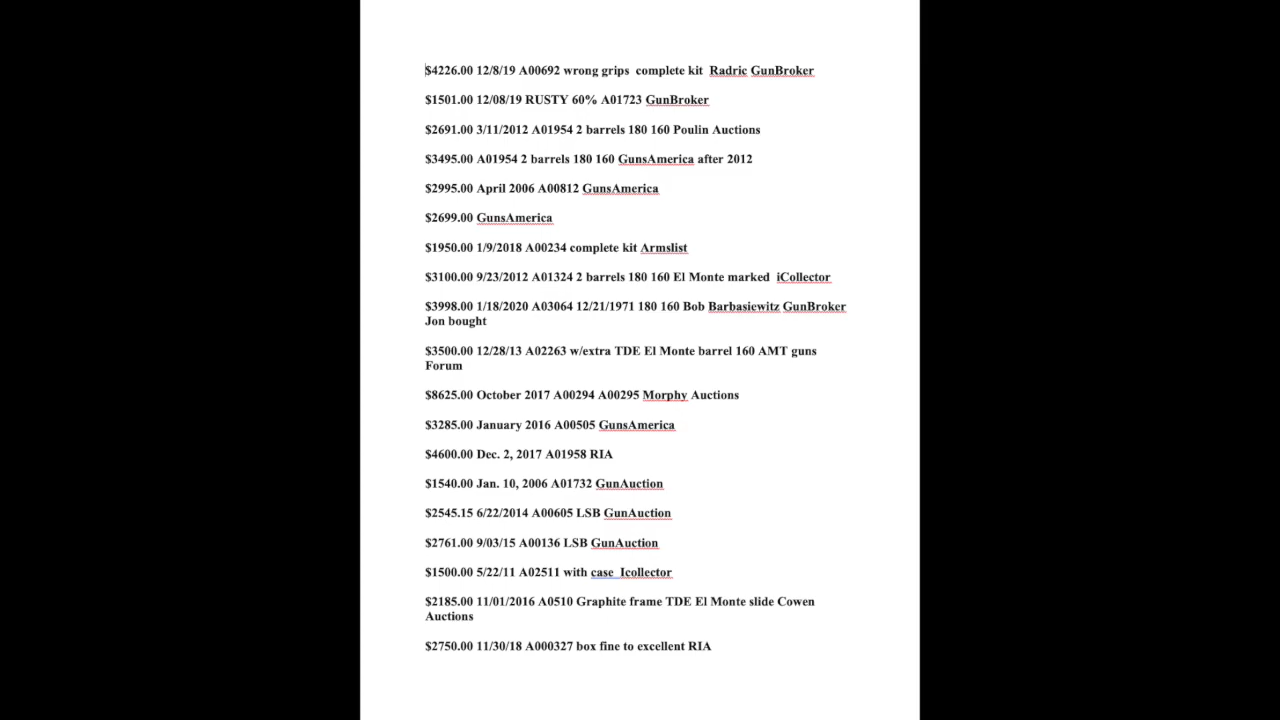 $4226.00 12/8/19 A00692 wrong grips  complete kit  Radric GunBroker
$1501.00 12/08/19 RUSTY 60% A01723 GunBroker
$2691.00 3/11/2012 A01954 2 barrels 180 160 Poulin Auctions
$3495.00 A01954 2 barrels 180 160 GunsAmerica after 2012
$2995.00 April 2006 A00812 GunsAmerica
$2699.00 GunsAmerica
$1950.00 1/9/2018 A00234 complete kit Armslist
$3100.00 9/23/2012 A01324 2 barrels 180 160 El Monte marked  iCollector
$3998.00 1/18/2020 A03064 12/21/1971 180 160 Bob Barbasiewitz GunBroker
Jon bought
$3500.00 12/28/13 A02263 w/extra TDE El Monte barrel 160 AMT guns
Forum
$8625.00 October 2017 A00294 A00295 Morphy Auctions
$3285.00 January 2016 A00505 GunsAmerica
$4600.00 Dec. 2, 2017 A01958 RIA
$1540.00 Jan. 10, 2006 A01732 GunAuction
$2545.15 6/22/2014 A00605 LSB GunAuction
$2761.00 9/03/15 A00136 LSB GunAuction
$1500.00 5/22/11 A02511 with case  Icollector
$2185.00 11/01/2016 A0510 Graphite frame TDE El Monte slide Cowen
Auctions
$2750.00 11/30/18 A000327 box fine to excellent RIA